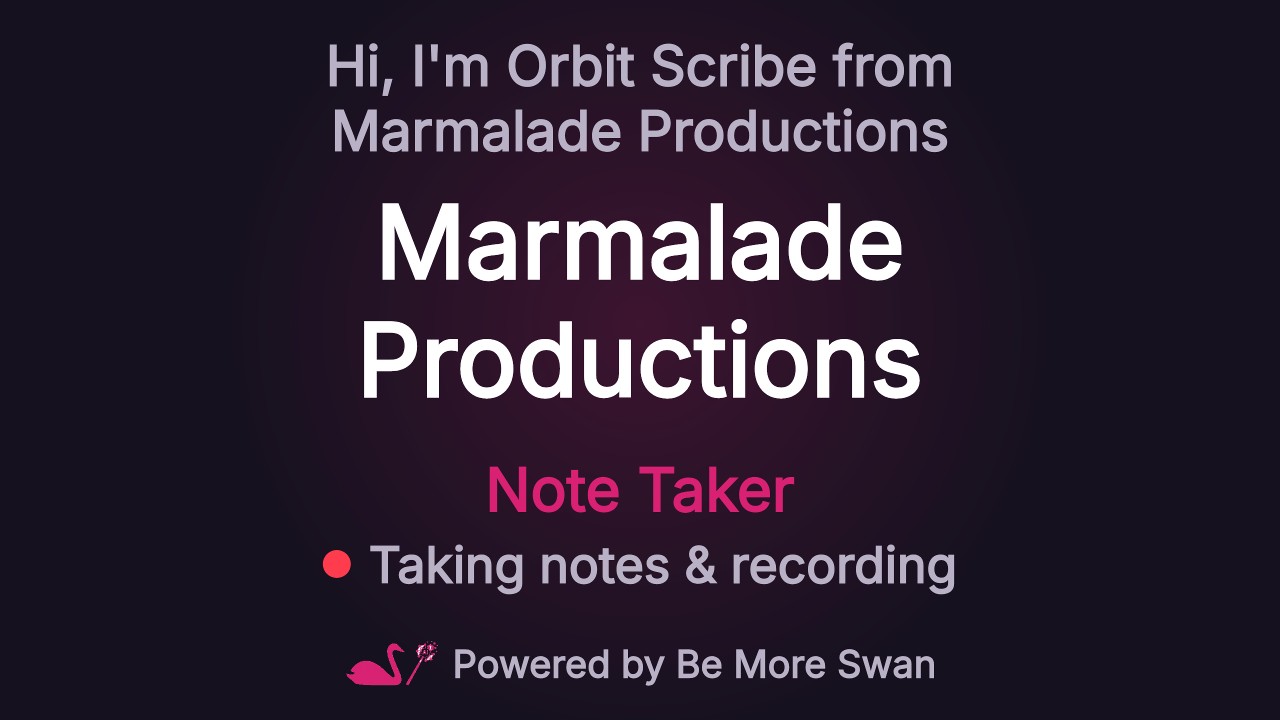 Hi, I'm Orbit Scribe from
Marmalade Productions
Marmalade
Productions
Note Taker
Taking notes & recording
Powered by Be More Swan